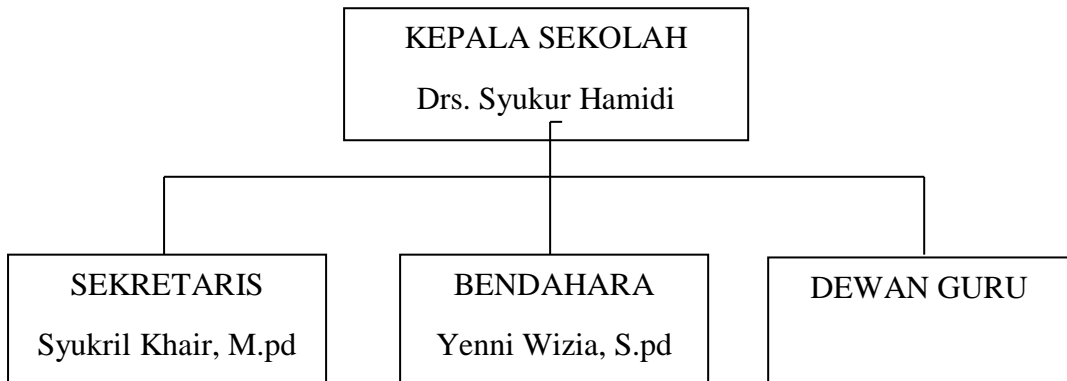 KEPALA SEKOLAH
Drs. Syukur Hamidi
SEKRETARIS
Syukril Khair, M.pd
BENDAHARA
Yenni Wizia, S.pd
DEWAN GURU